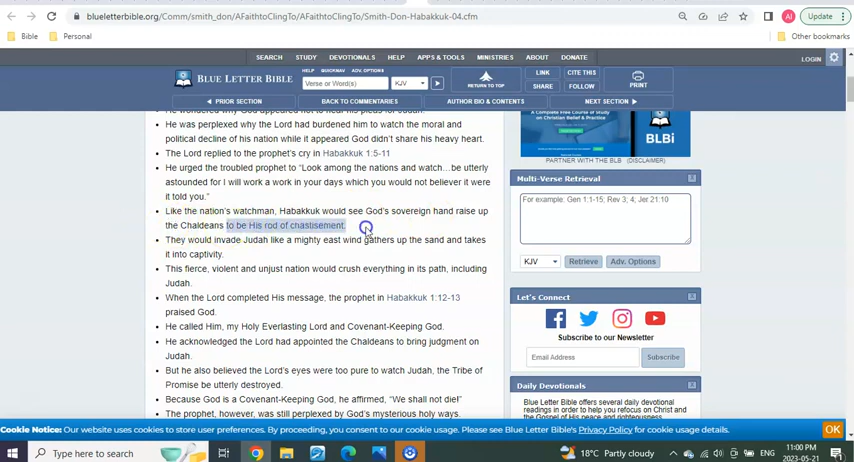 blueletterbible.org/Comm/smith_don/AFaithtoClingTo/AFaithtoClingTo/Smith-Don-Habakkuk-04.cfm
AI
Update
Bible
Personal
Other bookmarks
SEARCH STUDY DEVOTIONALS HELP APPS & TOOLS MINISTRIES ABOUT DONATE
LOGIN
BLUE LETTER BIBLE
HELP BOOKNAV ADV. OPTIONS
Verse or Word(s)
KJV
RETURN TO TOP
LINK
CITE THIS
SHARE
FOLLOW
PRINT
PRIOR SECTION
BACK TO COMMENTARIES
AUTHOR BIO & CONTENTS
NEXT SECTION
He was perplexed why the Lord had burdened him to watch the moral and
political decline of his nation while it appeared God didn't share his heavy heart.
The Lord replied to the prophet's cry in Habakkuk 1:5-11
He urged the troubled prophet to "Look among the nations and watch...be utterly
astounded for I will work a work in your days which you would not believe it were
it told you."
Like the nation's watchman, Habakkuk would see God's sovereign hand raise up
the Chaldeans to be His rod of chastisement.
They would invade Judah like a mighty east wind gathers up the sand and takes
it into captivity.
This fierce, violent and unjust nation would crush everything in its path, including
Judah.
When the Lord completed His message, the prophet in Habakkuk 1:12-13
praised God.
He called Him, my Holy Everlasting Lord and Covenant-Keeping God.
He acknowledged the Lord had appointed the Chaldeans to bring judgment on
Judah.
But he also believed the Lord's eyes were too pure to watch Judah, the Tribe of
Promise be utterly destroyed.
Because God is a Covenant-Keeping God, he affirmed, "We shall not die!"
The prophet, however, was still perplexed by God's mysterious holy ways.
of Study on Scripture & Practice
BLBi
PARTNER WITH THE BLB (DISCLAIMER)
Multi-Verse Retrieval
x
For example: Gen 1:1-15; Rev 3; 4, Jer 21:10
KJV
Retrieve
Adv. Options
Let's Connect
x
Subscribe to our Newsletter
Email Address
Subscribe
Daily Devotionals
x
Blue Letter Bible offers several daily
devotional readings in order to help you refocus on Christ and
Cookie Notice: Our website uses cookies to store user preferences. By proceeding, you consent to our cookie usage. Please see Blue Letter Bible's Privacy Policy for cookie usage details.
OK
Type here to search
18°C Partly cloudy
ENG
11:00 PM
2023-05-21